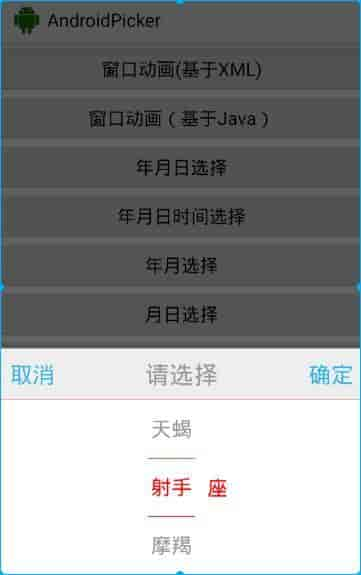 AndroidPicker
窗口动画(基于XML)
窗口动画（基于Java）
年月日选择
年月日时间选择
年月选择
月日选择
取消 请选择 确定
天蝎
射手 座
摩羯